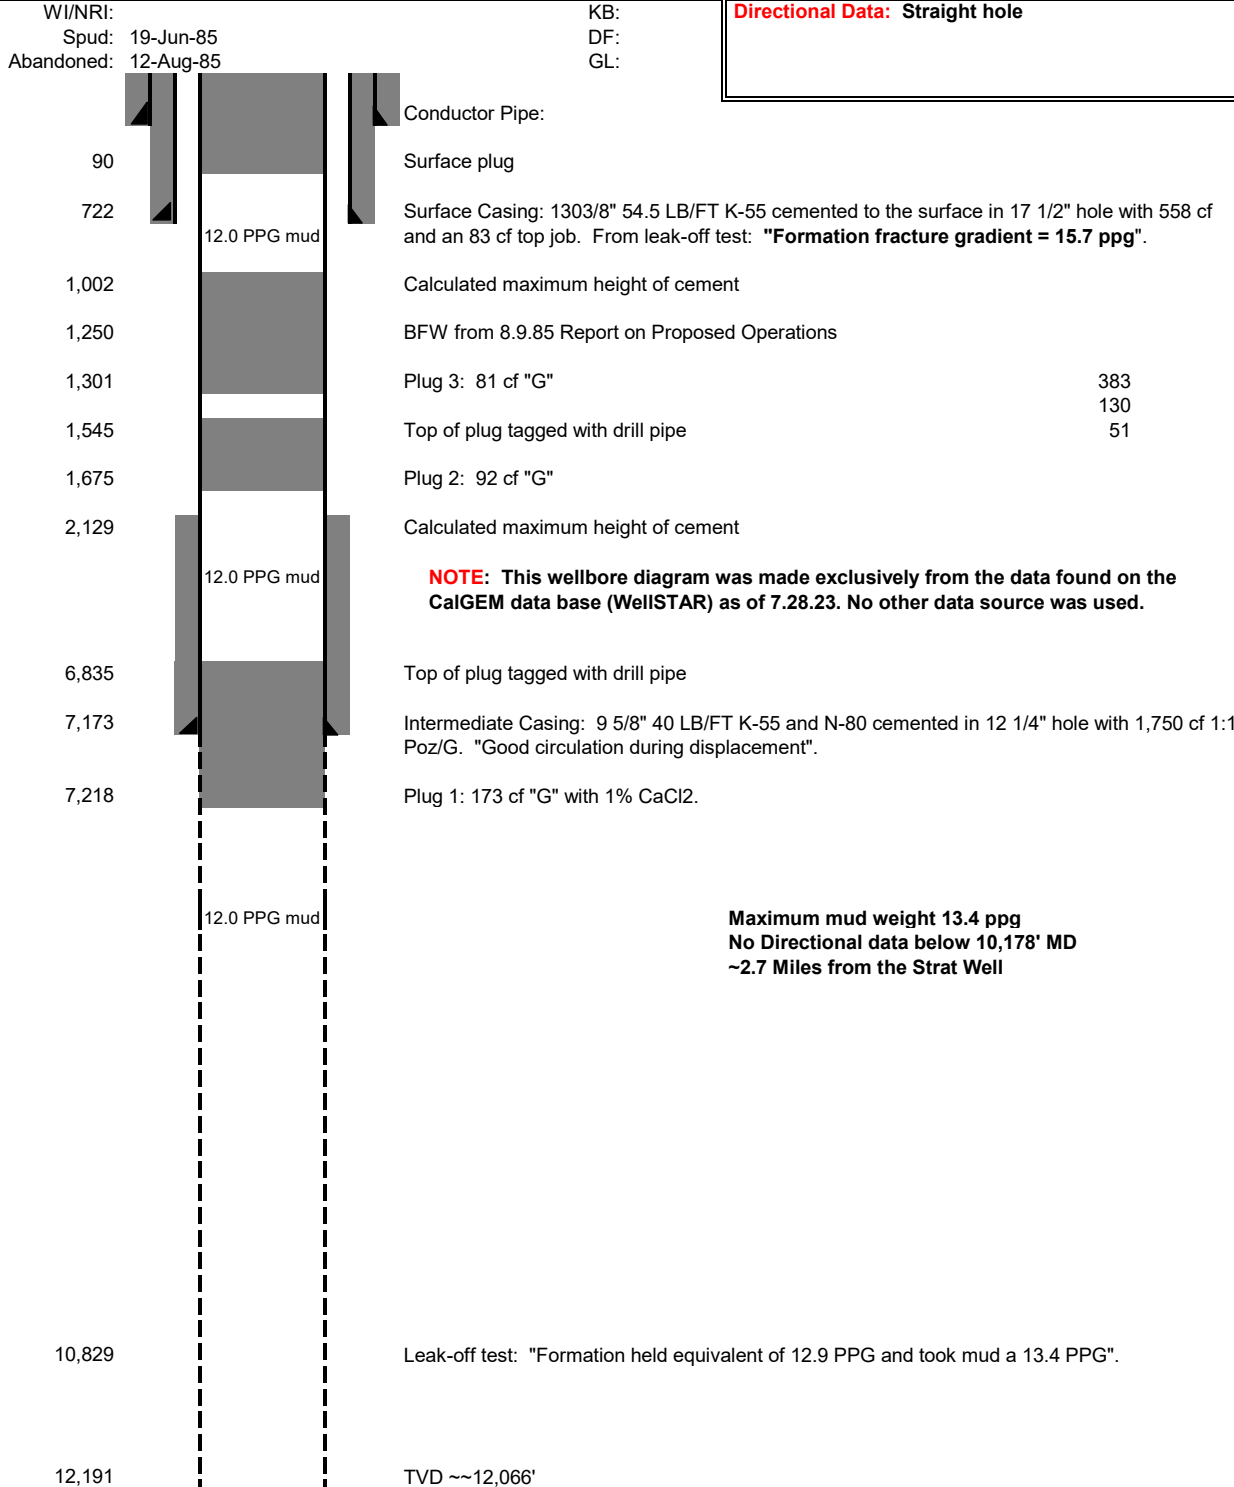 WI/NRI: KB: Directional Data: Straight hole
Spud: 19-Jun-85 DF:
Abandoned: 12-Aug-85 GL:
Conductor Pipe:
90 Surface plug
722 Surface Casing: 1303/8" 54.5 LB/FT K-55 cemented to the surface in 17 1/2" hole with 558 cf
12.0 PPG mud and an 83 cf top job. From leak-off test: "Formation fracture gradient = 15.7 ppg".
1,002 Calculated maximum height of cement
1,250 BFW from 8.9.85 Report on Proposed Operations
1,301 Plug 3: 81 cf "G" 383
130
1,545 Top of plug tagged with drill pipe 51
1,675 Plug 2: 92 cf "G"
2,129 Calculated maximum height of cement
12.0 PPG mud NOTE: This wellbore diagram was made exclusively from the data found on the
CalGEM data base (WellSTAR) as of 7.28.23. No other data source was used.
6,835 Top of plug tagged with drill pipe
7,173 Intermediate Casing: 9 5/8" 40 LB/FT K-55 and N-80 cemented in 12 1/4" hole with 1,750 cf 1:1
Poz/G. "Good circulation during displacement".
7,218 Plug 1: 173 cf "G" with 1% CaCl2.
12.0 PPG mud Maximum mud weight 13.4 ppg
No Directional data below 10,178' MD
~2.7 Miles from the Strat Well
10,829 Leak-off test: "Formation held equivalent of 12.9 PPG and took mud a 13.4 PPG".
12,191 TVD ~~12,066'